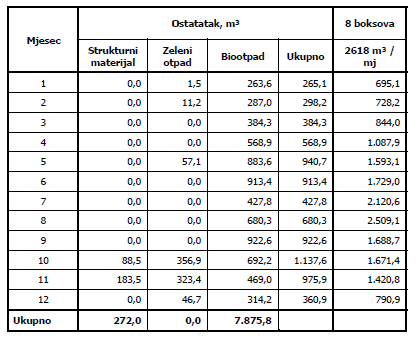 Mjesec Ostatatak, m³ 8 boksova
Strukturni materijal Zeleni otpad Biootpad Ukupno 2618 m³ / mj
1 0,0 1,5 263,6 265,1 695,1
2 0,0 11,2 287,0 298,2 728,2
3 0,0 0,0 384,3 384,3 844,0
4 0,0 0,0 568,9 568,9 1.087,9
5 0,0 57,1 883,6 940,7 1.593,1
6 0,0 0,0 913,4 913,4 1.729,0
7 0,0 0,0 427,8 427,8 2.120,6
8 0,0 0,0 680,3 680,3 2.509,1
9 0,0 0,0 922,6 922,6 1.688,7
10 88,5 356,9 692,2 1.137,6 1.671,4
11 183,5 323,4 469,0 975,9 1.420,8
12 0,0 46,7 314,2 360,9 790,9
Ukupno 272,0 0,0 7.875,8